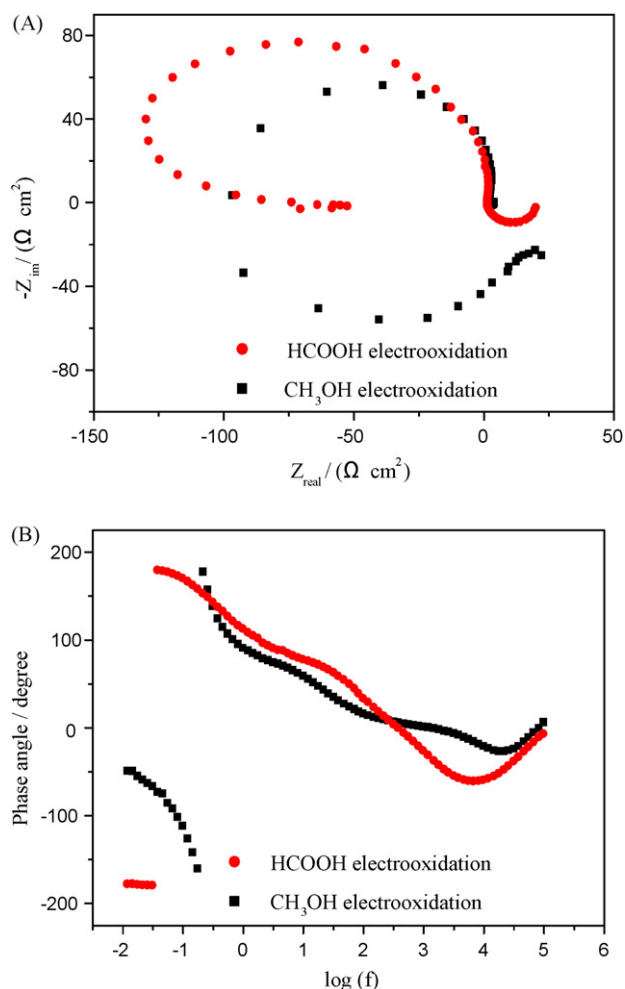 (A)
80
40
0
-40
-80
-Z_im / (Ω cm²)
HCOOH electrooxidation
CH₃OH electrooxidation
-150 -100 -50 0 50
Z_real / (Ω cm²)
(B)
200
100
0
-100
-200
Phase angle / degree
HCOOH electrooxidation
CH₃OH electrooxidation
-2 -1 0 1 2 3 4 5 6
log (f)